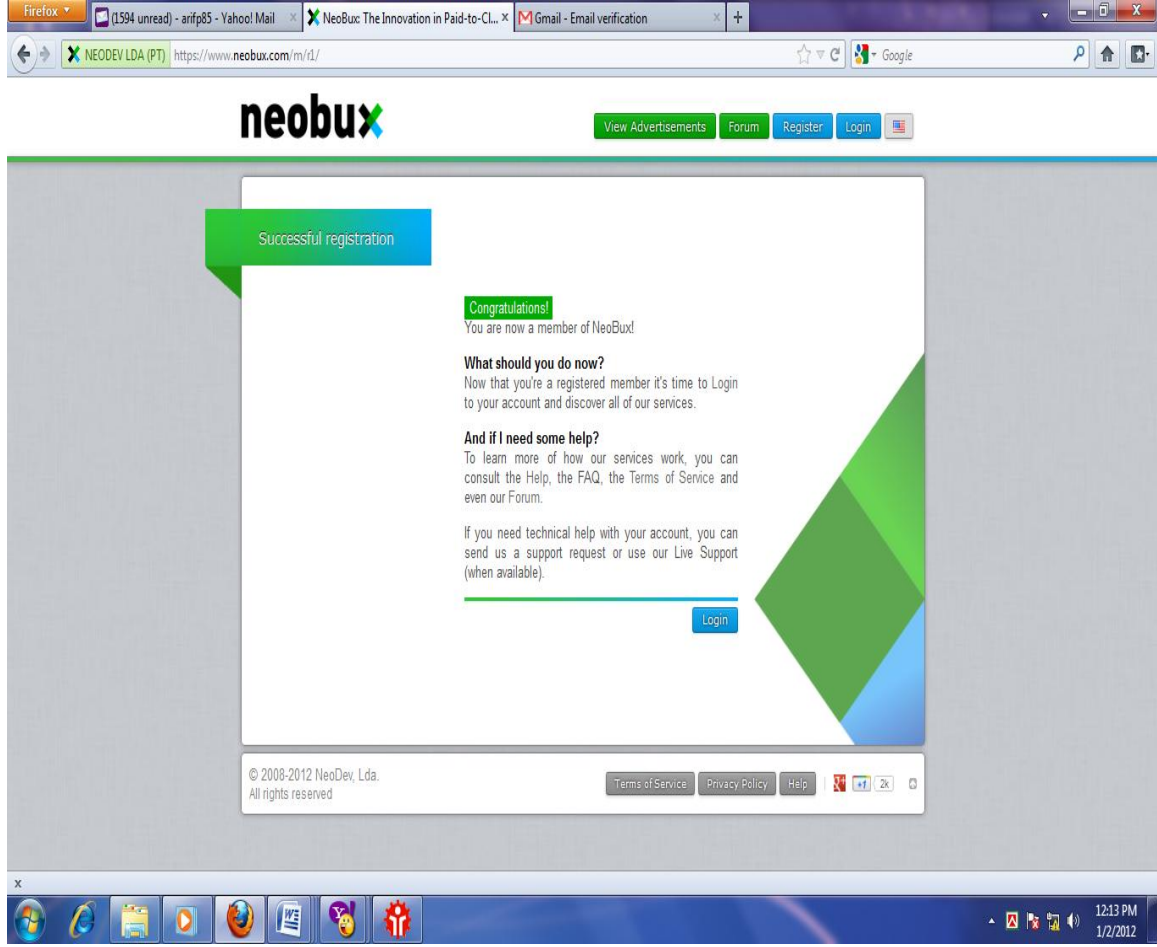 Firefox
(1594 unread) - arifp85 - Yahoo! Mail
NeoBux: The Innovation in Paid-to-Cl...
Gmail - Email verification
NEODEV LDA (PT) https://www.neobux.com/m/r1/
Google
neobux
View Advertisements Forum Register Login
Successful registration
Congratulations!
You are now a member of NeoBux!
What should you do now?
Now that you're a registered member it's time to Login
to your account and discover all of our services.
And if I need some help?
To learn more of how our services work, you can
consult the Help, the FAQ, the Terms of Service and
even our Forum.
If you need technical help with your account, you can
send us a support request or use our Live Support
(when available).
Login
© 2008-2012 NeoDev, Lda.
All rights reserved
Terms of Service Privacy Policy Help +1 2k
x
12:13 PM
1/2/2012